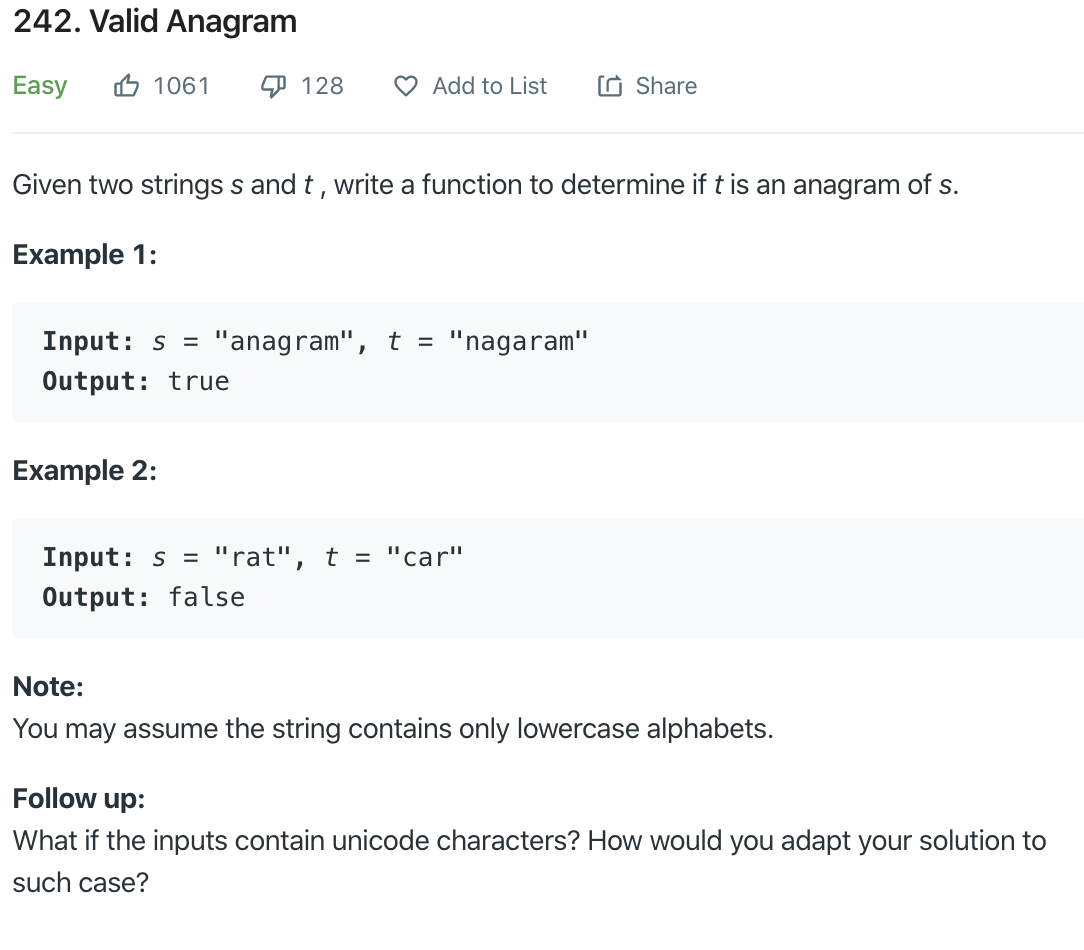 242. Valid Anagram
Easy 1061 128 Add to List Share
Given two strings s and t , write a function to determine if t is an anagram of s.
Example 1:
Input: s = "anagram", t = "nagaram"
Output: true
Example 2:
Input: s = "rat", t = "car"
Output: false
Note:
You may assume the string contains only lowercase alphabets.
Follow up:
What if the inputs contain unicode characters? How would you adapt your solution to
such case?